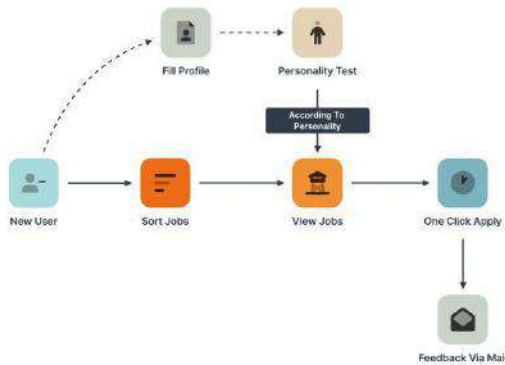 Fill Profile
Personality Test
According To
Personality
New User
Sort Jobs
View Jobs
One Click Apply
Feedback Via Mai